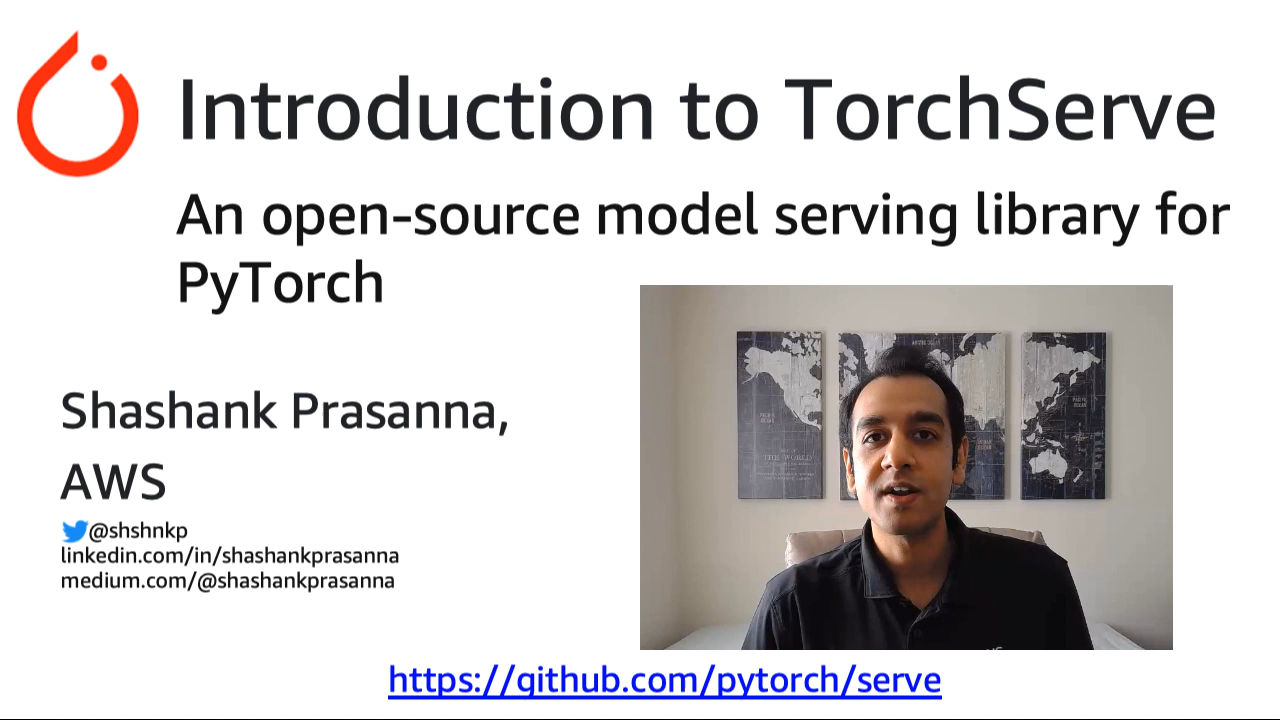 Introduction to TorchServe
An open-source model serving library for
PyTorch
Shashank Prasanna,
AWS
@shshnkp
linkedin.com/in/shashankprasanna
medium.com/@shashankprasanna
https://github.com/pytorch/serve